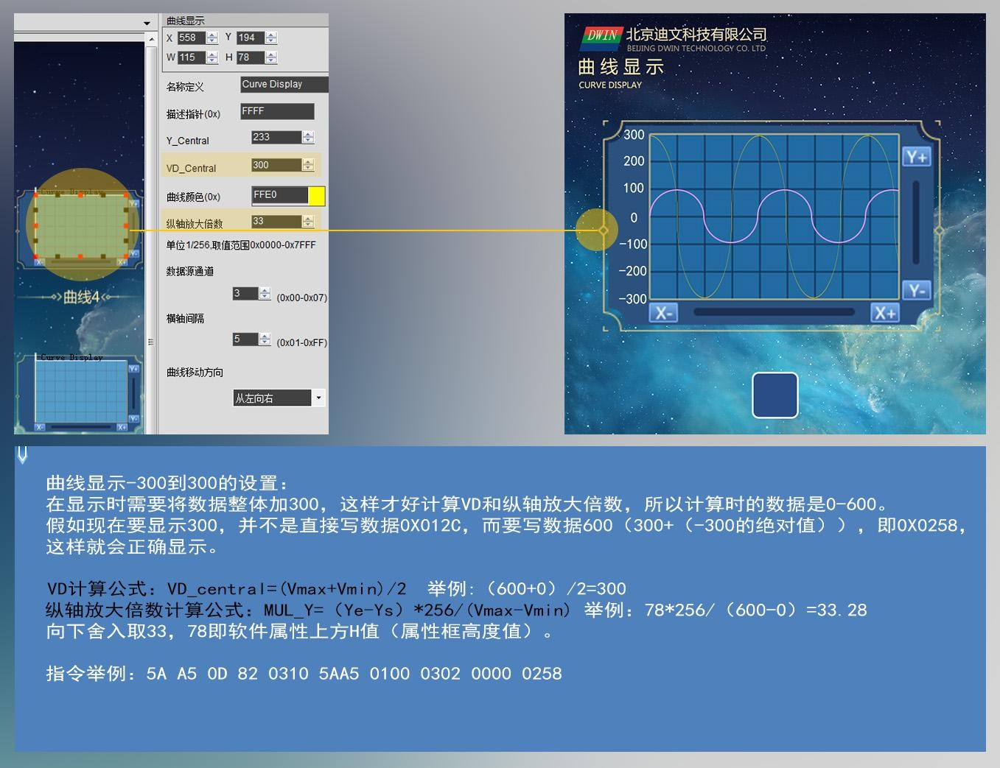 曲线显示
X 558 Y 194
W 115 H 78
名称定义 Curve Display
描述指针(0x) FFFF
Y_Central 233
VD_Central 300
曲线颜色(0x) FFE0
纵轴放大倍数 33
单位1/256,取值范围0x0000-0x7FFF
数据源通道
3 (0x00-0x07)
横轴间隔
5 (0x01-0xFF)
曲线移动方向
从左向右
Curve Display
Y+
Y-
X-
X+
曲线4
Curve Display
Y+
Y-
X-
X+
DWIN 北京迪文科技有限公司
BEIJING DWIN TECHNOLOGY CO. LTD
曲线显示
CURVE DISPLAY
300
200
100
0
-100
-200
-300
Y+
Y-
X-
X+
曲线显示-300到300的设置:
在显示时需要将数据整体加300，这样才好计算VD和纵轴放大倍数，所以计算时的数据是0-600。
假如现在要显示300，并不是直接写数据0X012C，而要写数据600（300+（-300的绝对值）），即0X0258，
这样就会正确显示。
VD计算公式：VD_central=(Vmax+Vmin)/2 举例:（600+0）/2=300
纵轴放大倍数计算公式：MUL_Y=（Ye-Ys）*256/(Vmax-Vmin) 举例：78*256/（600-0）=33.28
向下舍入取33，78即软件属性上方H值（属性框高度值）。
指令举例：5A A5 0D 82 0310 5AA5 0100 0302 0000 0258